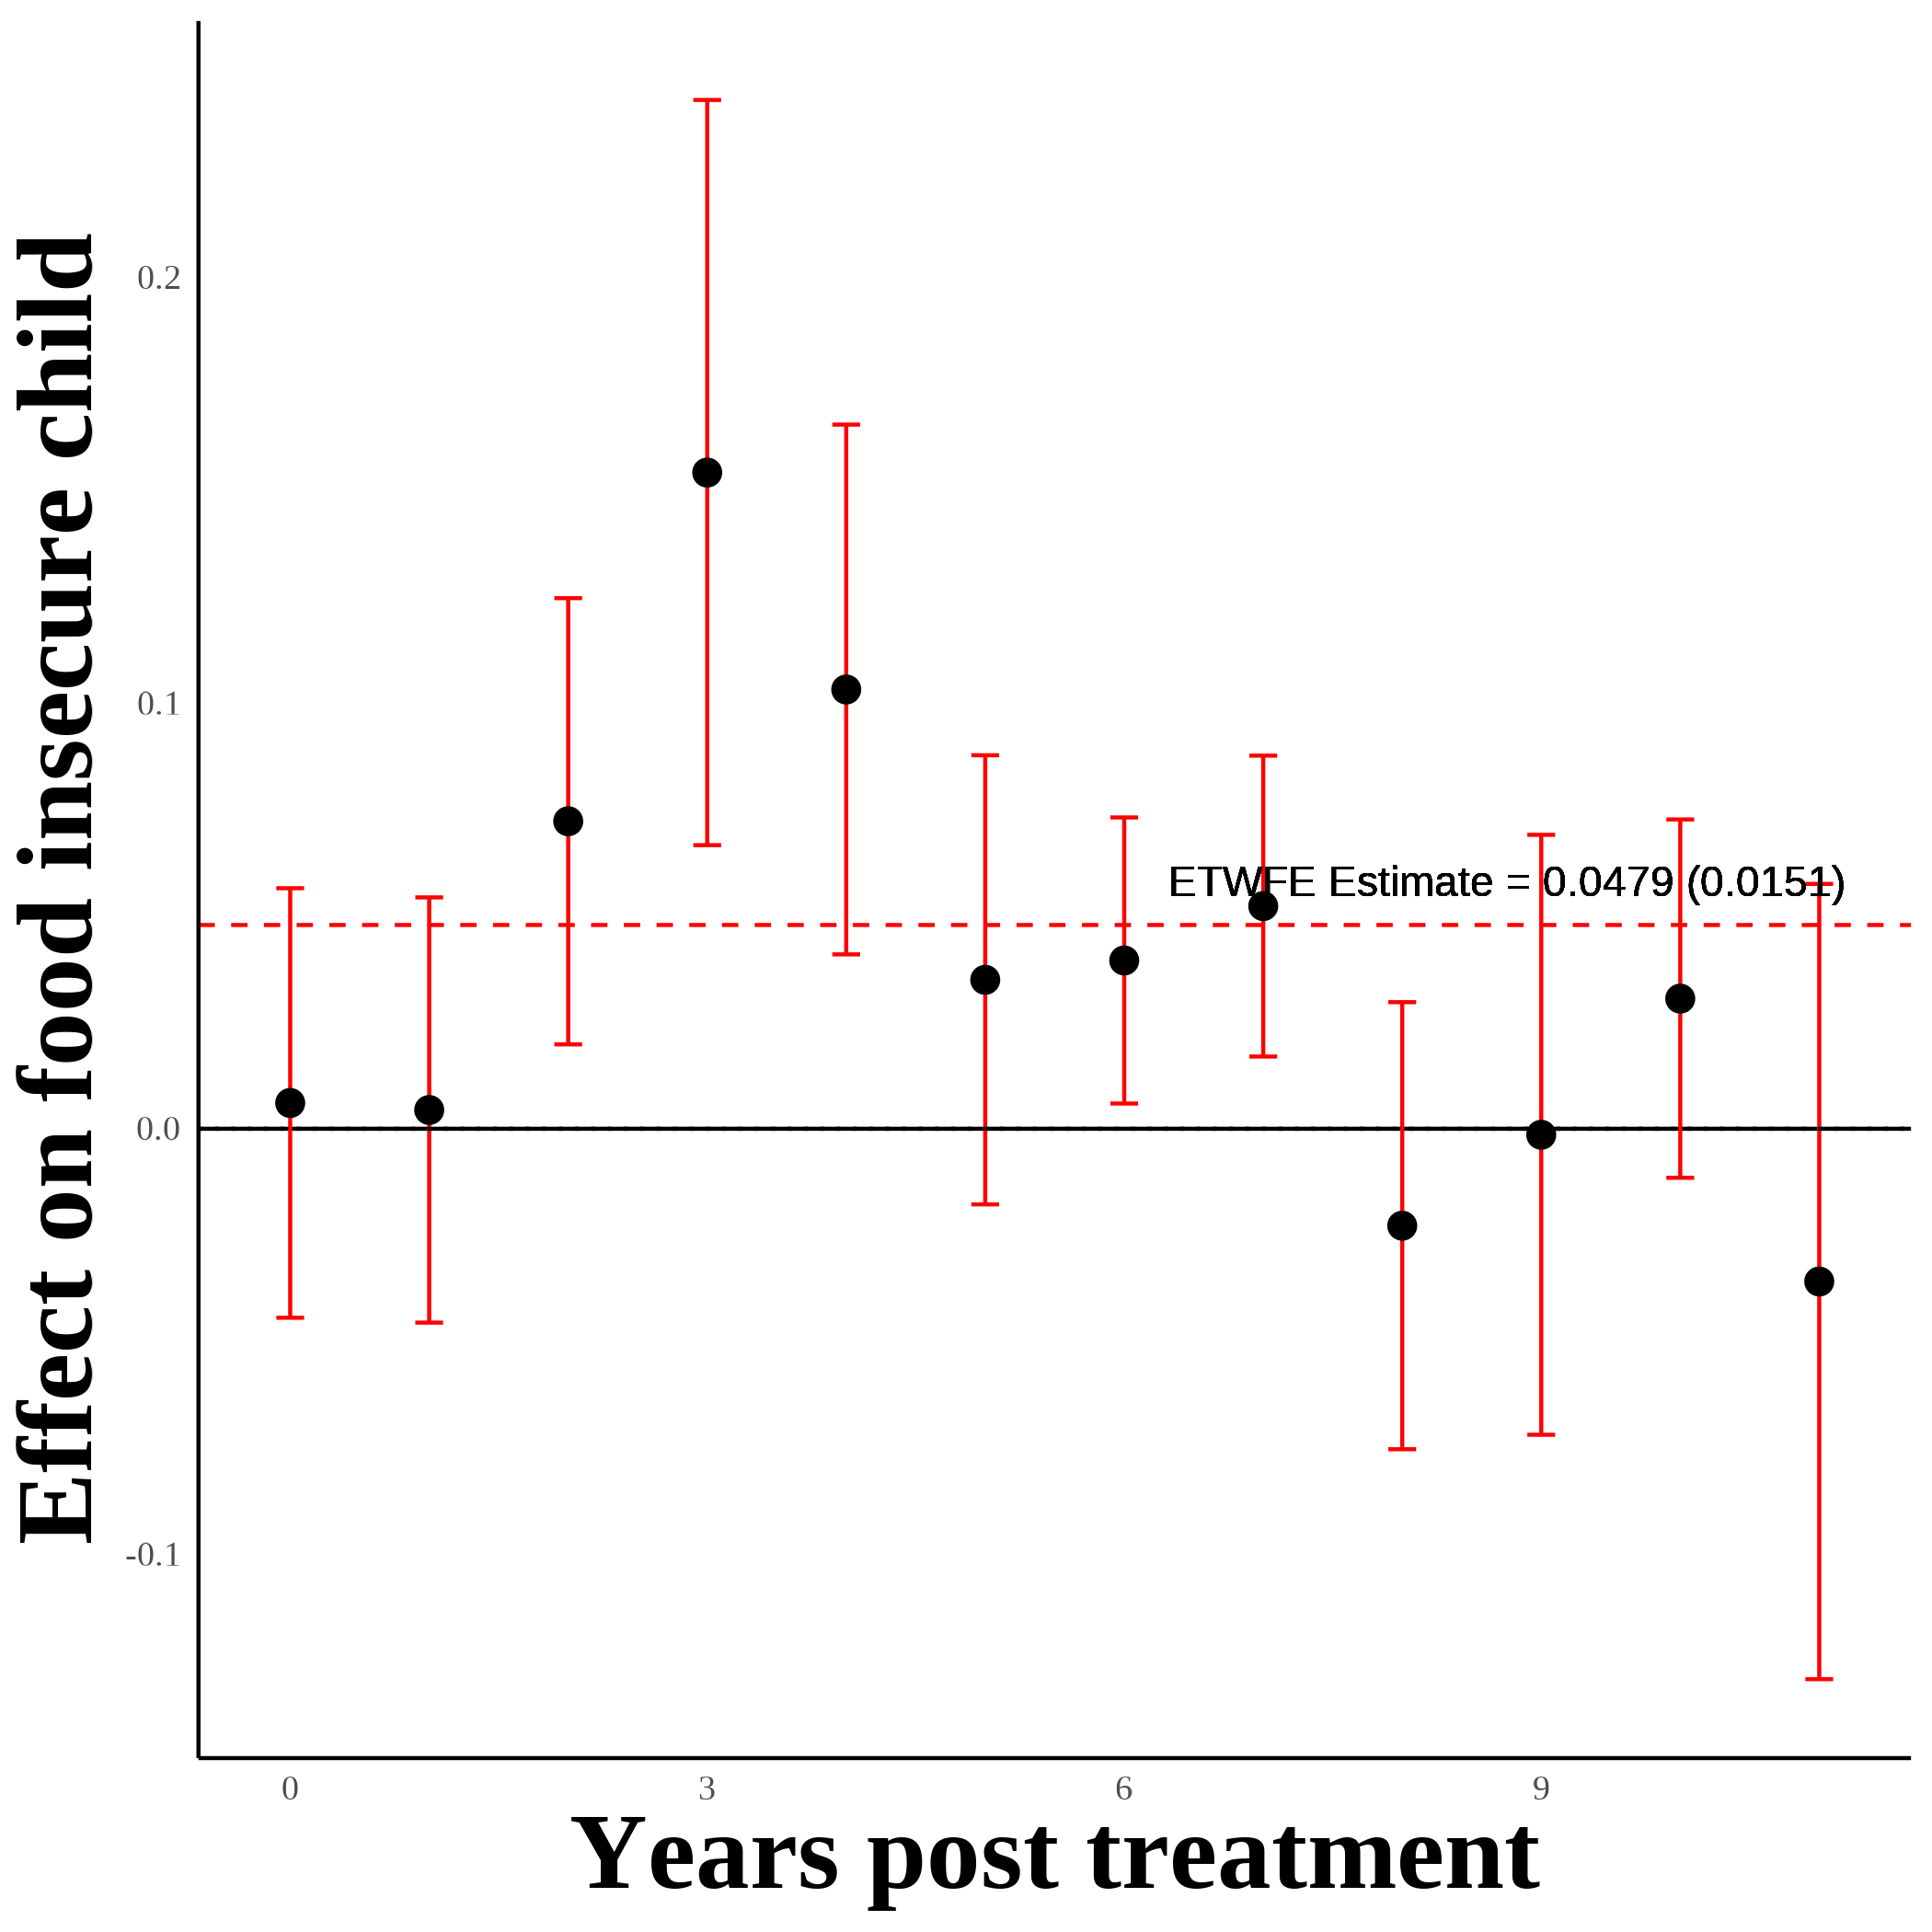 Effect on food insecure child
0.2
0.1
0.0
-0.1
ETWFE Estimate = 0.0479 (0.0151)
0 3 6 9
Years post treatment